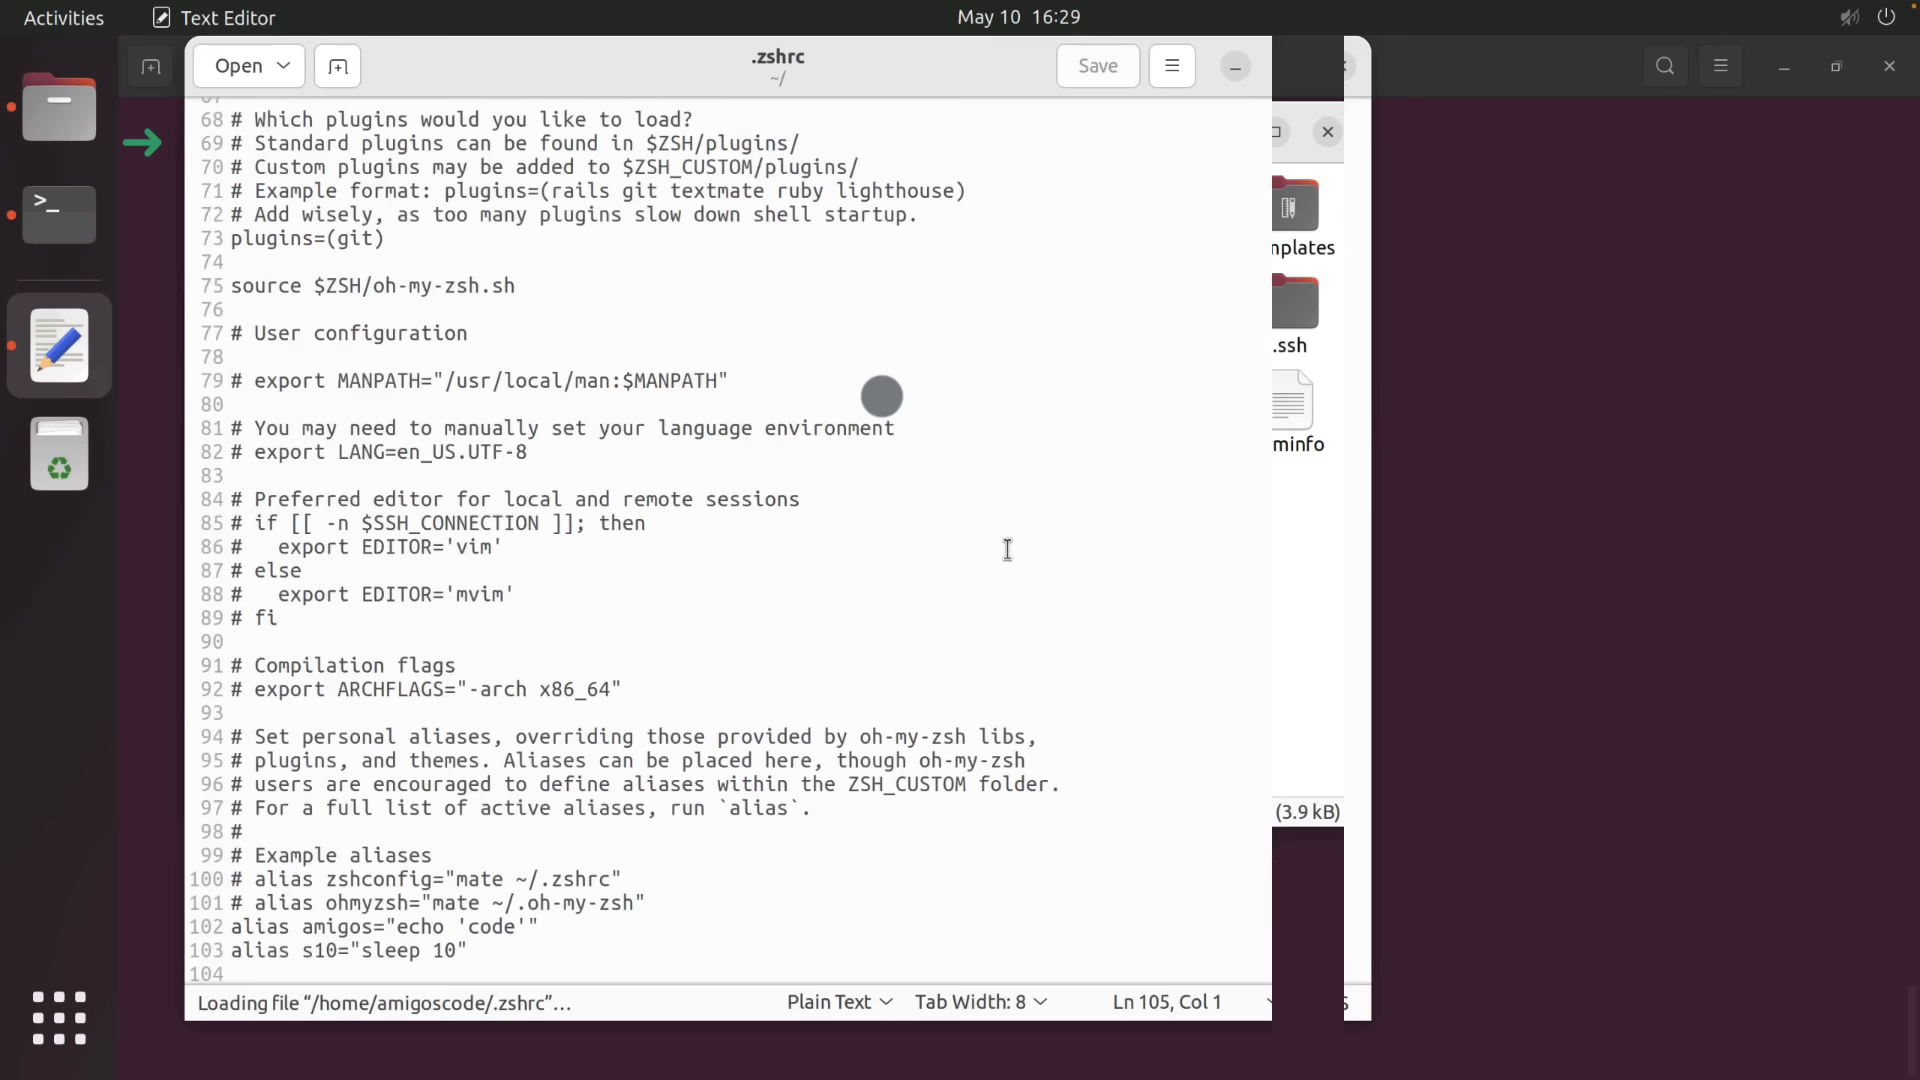 Activities
Text Editor
May 10 16:29
Open
.zshrc
~/
Save
68 # Which plugins would you like to load?
69 # Standard plugins can be found in $ZSH/plugins/
70 # Custom plugins may be added to $ZSH_CUSTOM/plugins/
71 # Example format: plugins=(rails git textmate ruby lighthouse)
72 # Add wisely, as too many plugins slow down shell startup.
73 plugins=(git)
74
75 source $ZSH/oh-my-zsh.sh
76
77 # User configuration
78
79 # export MANPATH="/usr/local/man:$MANPATH"
80
81 # You may need to manually set your language environment
82 # export LANG=en_US.UTF-8
83
84 # Preferred editor for local and remote sessions
85 # if [[ -n $SSH_CONNECTION ]]; then
86 #   export EDITOR='vim'
87 # else
88 #   export EDITOR='mvim'
89 # fi
90
91 # Compilation flags
92 # export ARCHFLAGS="-arch x86_64"
93
94 # Set personal aliases, overriding those provided by oh-my-zsh libs,
95 # plugins, and themes. Aliases can be placed here, though oh-my-zsh
96 # users are encouraged to define aliases within the ZSH_CUSTOM folder.
97 # For a full list of active aliases, run `alias`.
98 #
99 # Example aliases
100 # alias zshconfig="mate ~/.zshrc"
101 # alias ohmyzsh="mate ~/.oh-my-zsh"
102 alias amigos="echo 'code'"
103 alias s10="sleep 10"
104
Loading file “/home/amigoscode/.zshrc”…
Plain Text
Tab Width: 8
Ln 105, Col 1
mplates
.ssh
minfo
(3.9 kB)
>_